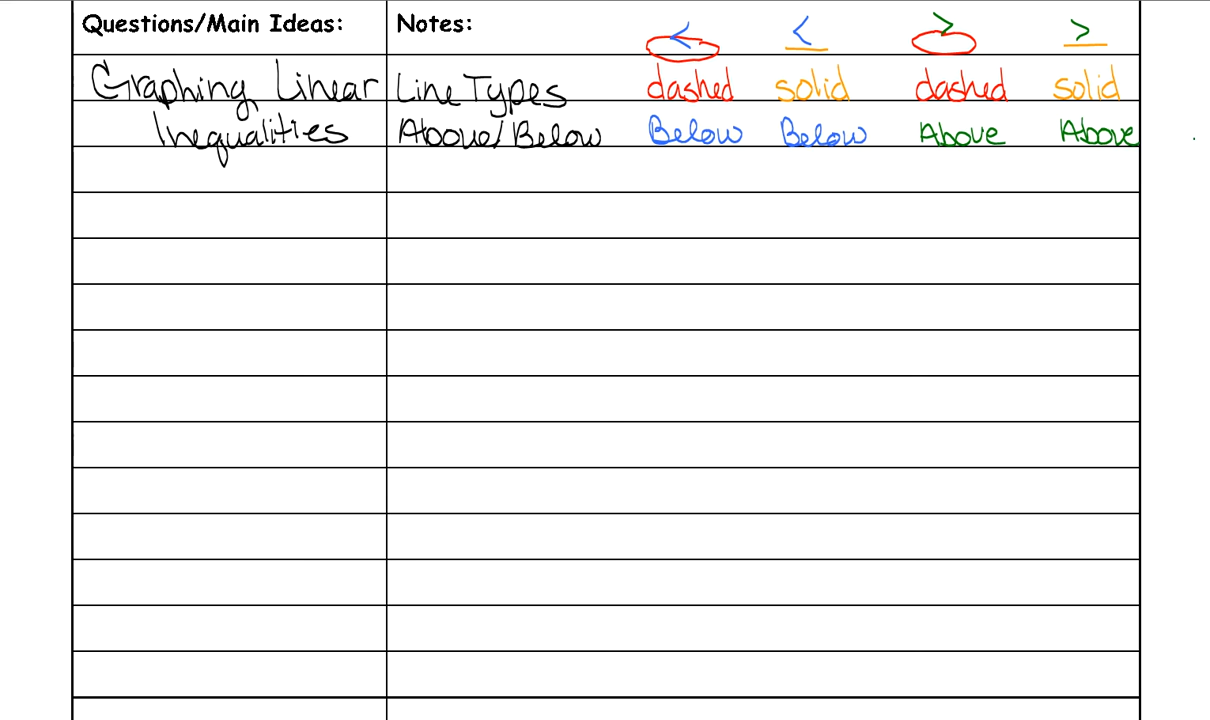 Questions/Main Ideas: Notes: < ≤ > ≥
Graphing Linear Line Types dashed solid dashed solid
Inequalities Above/Below Below Below Above Above